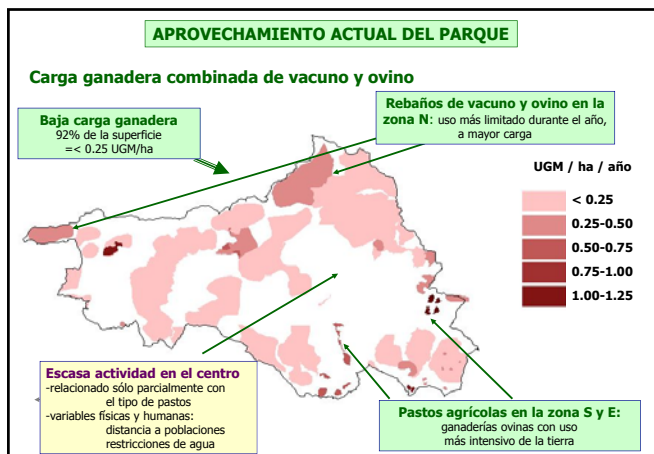 APROVECHAMIENTO ACTUAL DEL PARQUE
Carga ganadera combinada de vacuno y ovino
Baja carga ganadera
92% de la superficie
=< 0.25 UGM/ha
Rebaños de vacuno y ovino en la
zona N: uso más limitado durante el año,
a mayor carga
UGM / ha / año
< 0.25
0.25-0.50
0.50-0.75
0.75-1.00
1.00-1.25
Escasa actividad en el centro
-relacionado sólo parcialmente con
el tipo de pastos
-variables físicas y humanas:
distancia a poblaciones
restricciones de agua
Pastos agrícolas en la zona S y E:
ganaderías ovinas con uso
más intensivo de la tierra